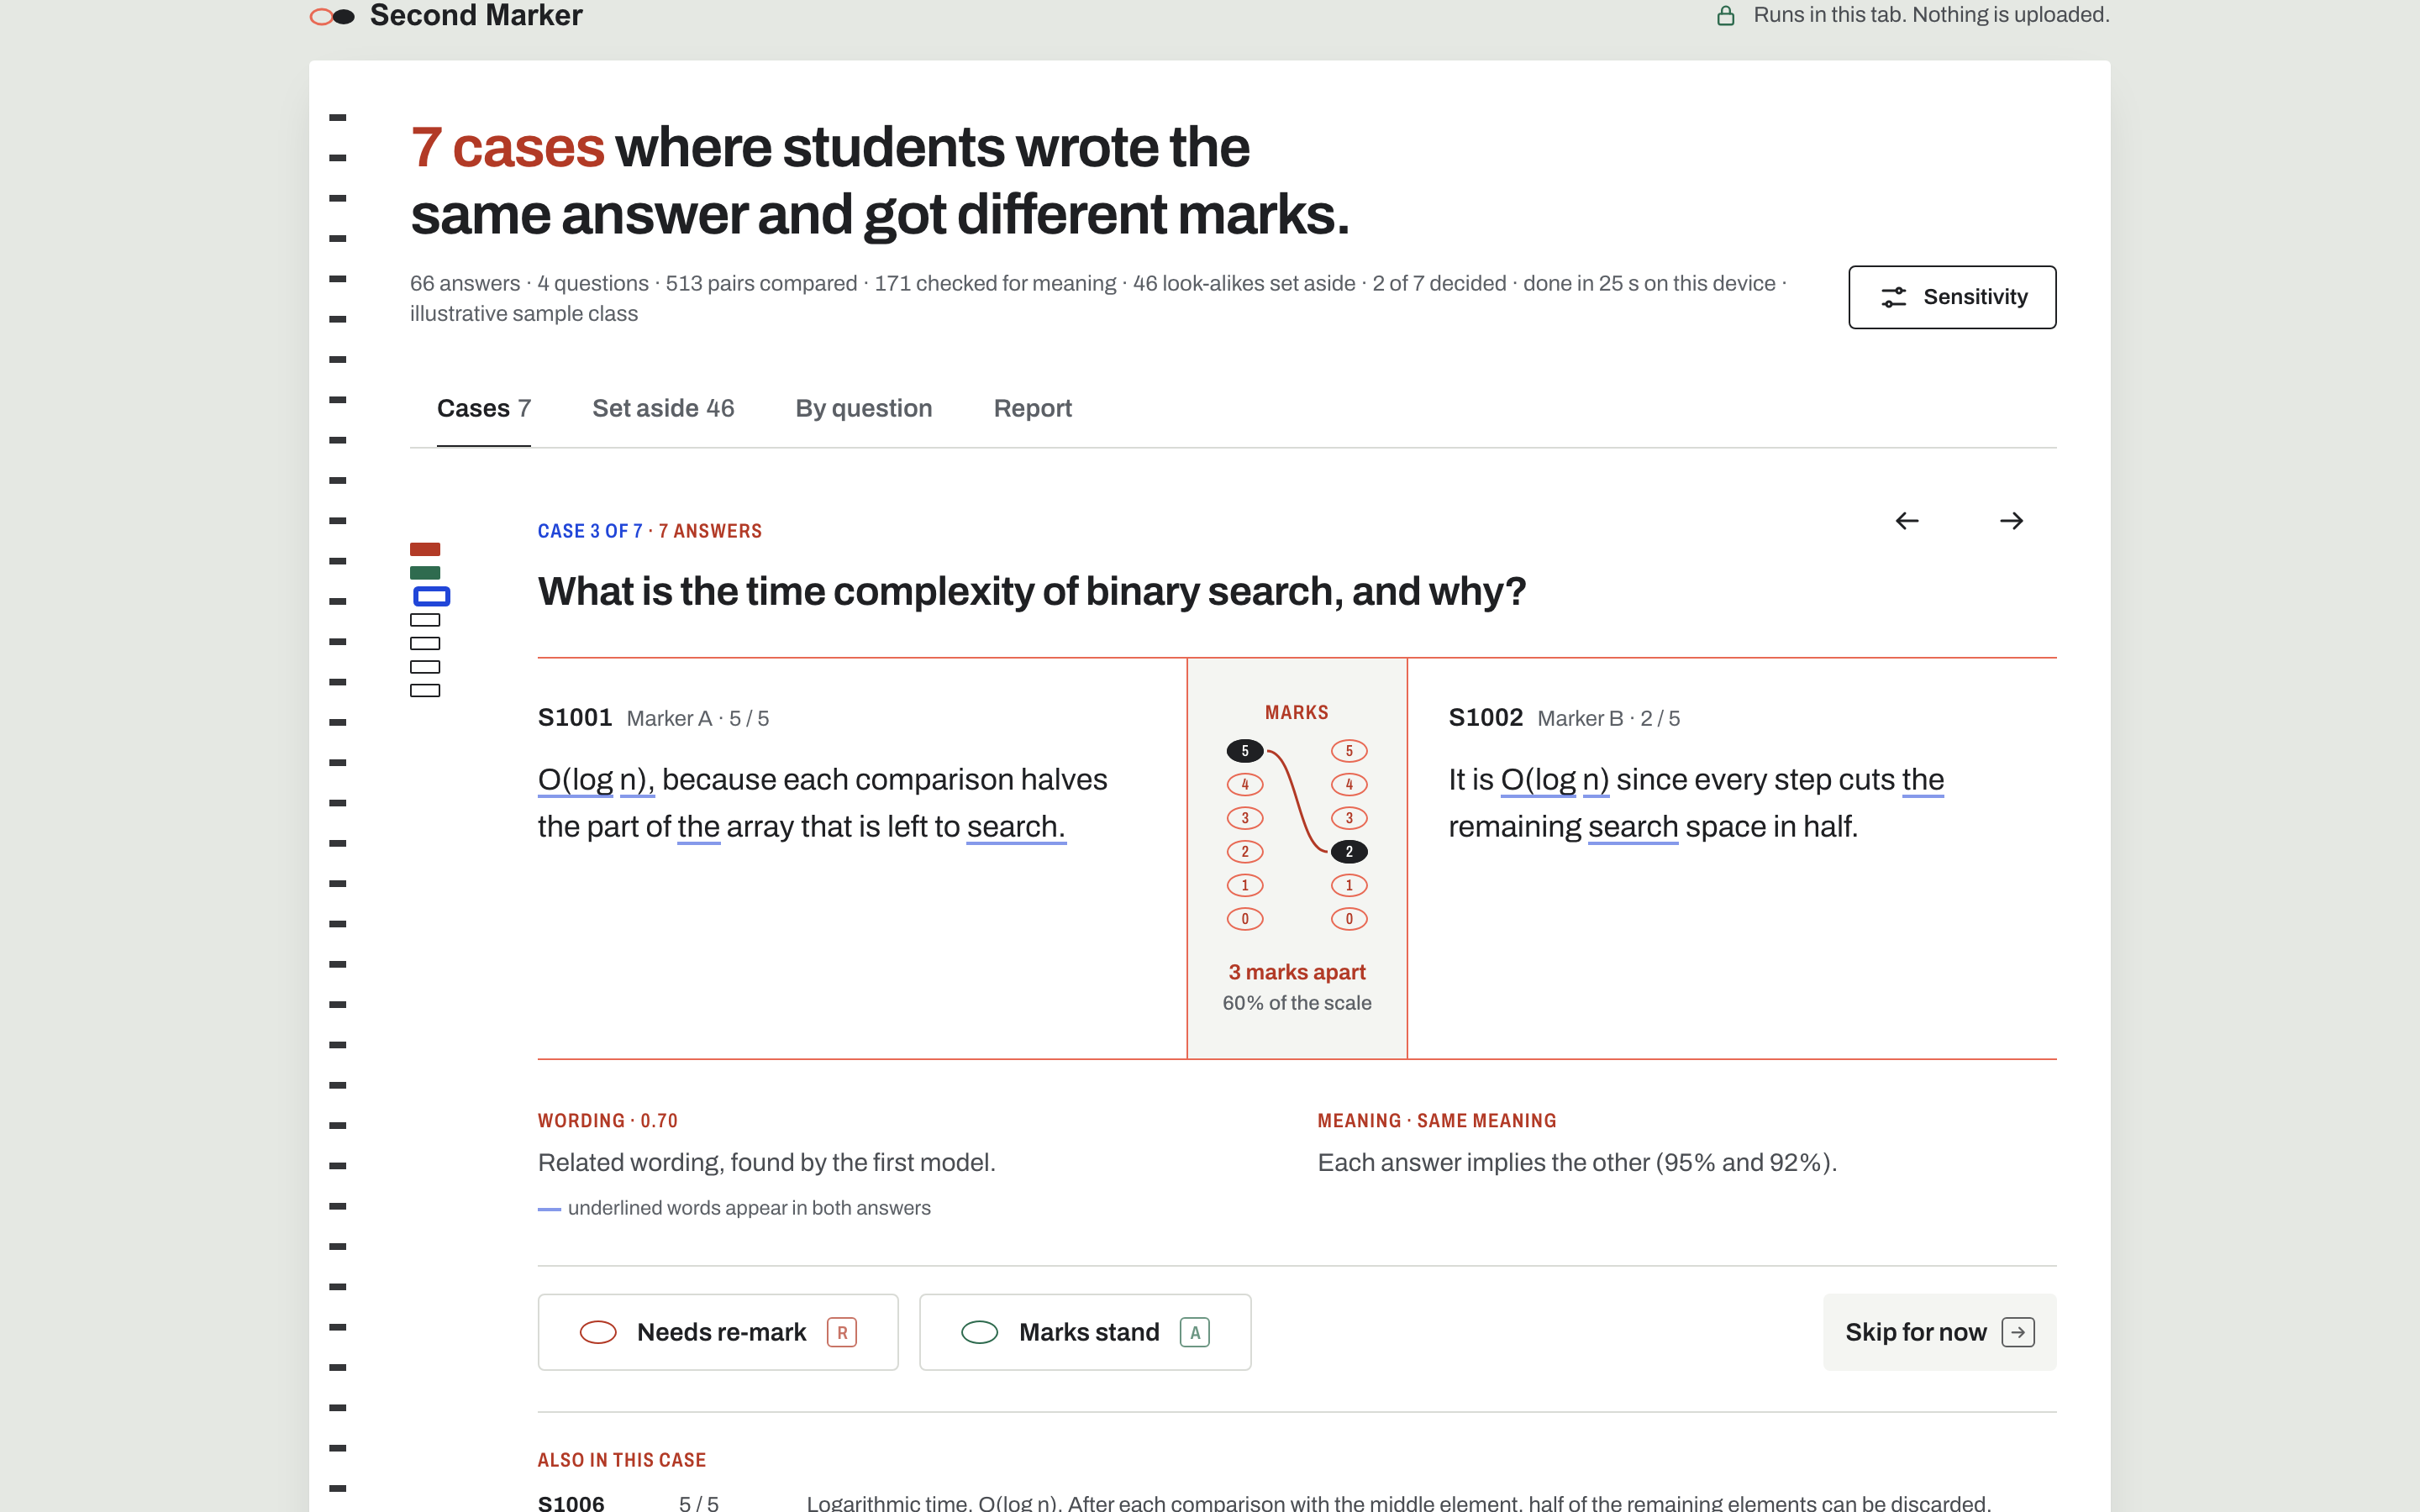 Second Marker
Runs in this tab. Nothing is uploaded.
7 cases where students wrote the
same answer and got different marks.
66 answers · 4 questions · 513 pairs compared · 171 checked for meaning · 46 look-alikes set aside · 2 of 7 decided · done in 25 s on this device ·
illustrative sample class
Sensitivity
Cases 7
Set aside 46
By question
Report
CASE 3 OF 7 · 7 ANSWERS
What is the time complexity of binary search, and why?
S1001 Marker A · 5 / 5
O(log n), because each comparison halves
the part of the array that is left to search.
MARKS
5 5
4 4
3 3
2 2
1 1
0 0
3 marks apart
60% of the scale
S1002 Marker B · 2 / 5
It is O(log n) since every step cuts the
remaining search space in half.
WORDING · 0.70
Related wording, found by the first model.
underlined words appear in both answers
MEANING · SAME MEANING
Each answer implies the other (95% and 92%).
Needs re-mark R
Marks stand A
Skip for now
ALSO IN THIS CASE
S1006 5 / 5 Logarithmic time, O(log n). After each comparison with the middle element, half of the remaining elements can be discarded.